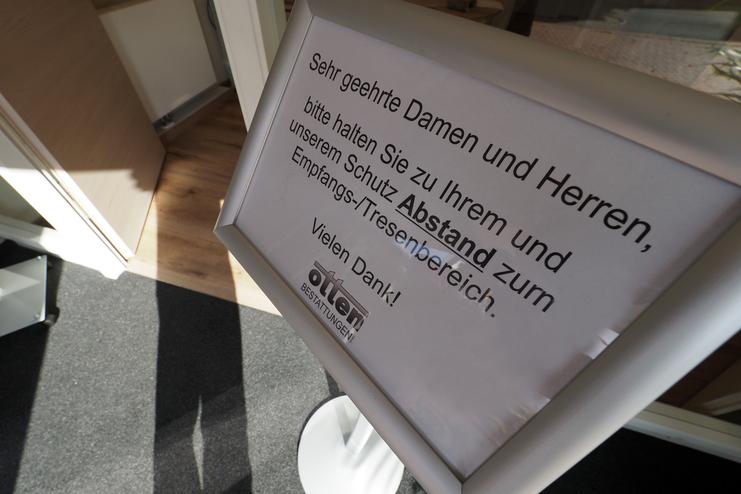 Sehr geehrte Damen und Herren,
bitte halten Sie zu Ihrem und
unserem Schutz Abstand zum
Empfangs-/Tresenbereich.
Vielen Dank!
otten
BESTATTUNGEN!